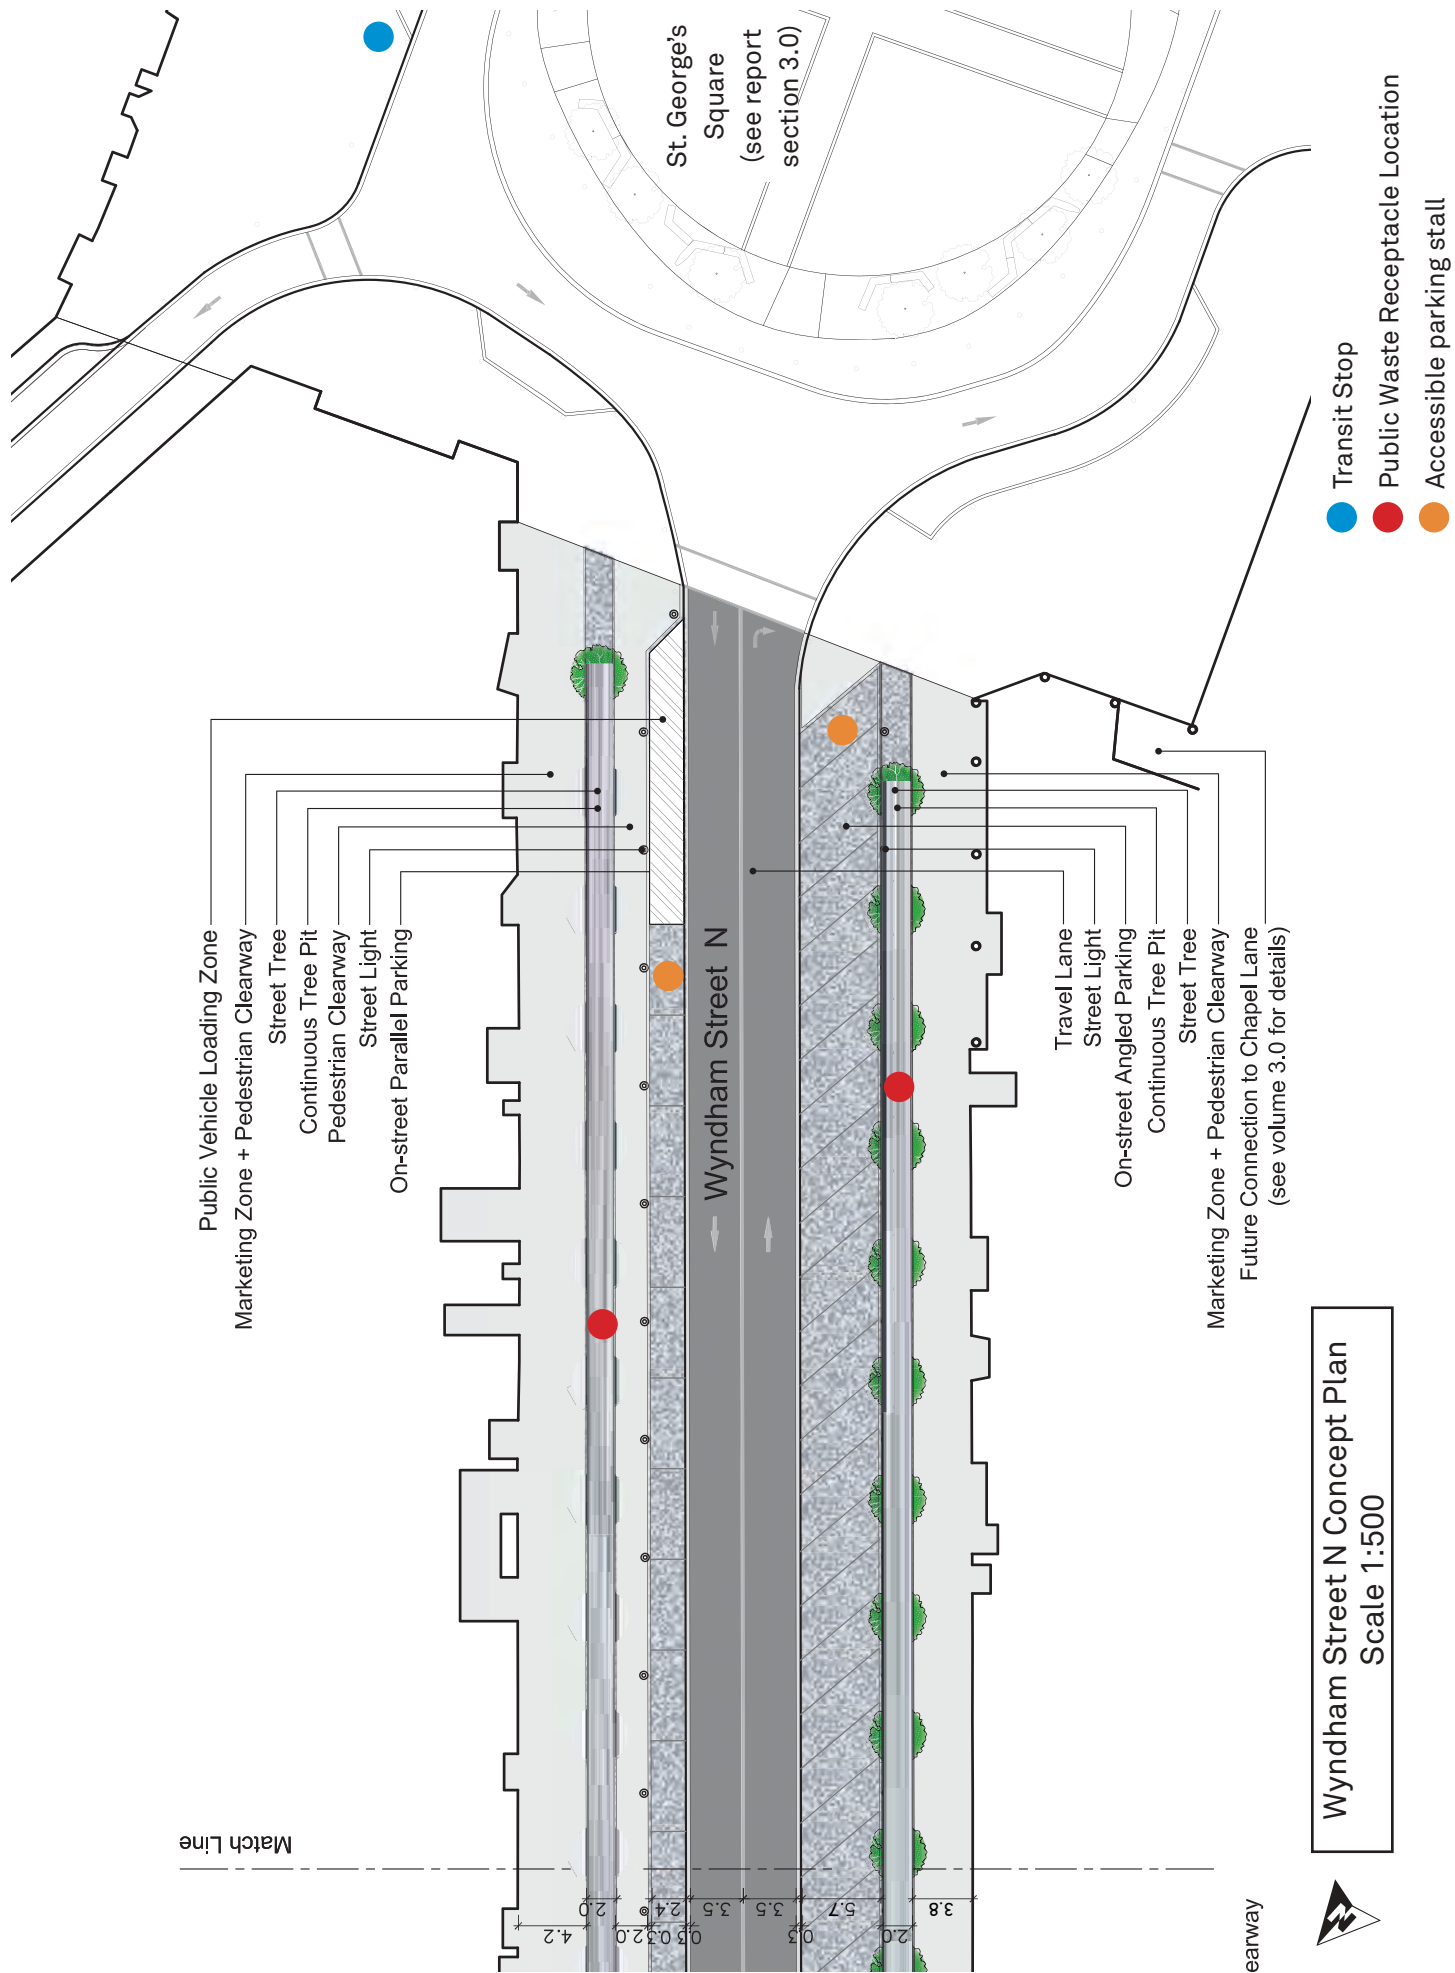 St. George's
Square
(see report
section 3.0)
Transit Stop
Public Waste Receptacle Location
Accessible parking stall
Public Vehicle Loading Zone
Marketing Zone + Pedestrian Clearway
Street Tree
Continuous Tree Pit
Pedestrian Clearway
Street Light
On-street Parallel Parking
Wyndham Street N
Travel Lane
Street Light
On-street Angled Parking
Continuous Tree Pit
Street Tree
Marketing Zone + Pedestrian Clearway
Future Connection to Chapel Lane
(see volume 3.0 for details)
Match Line
4.2
2.0
2.0
0.3
2.4
0.3
3.5
3.5
0.3
5.7
2.0
3.8
earway
Wyndham Street N Concept Plan
Scale 1:500
N